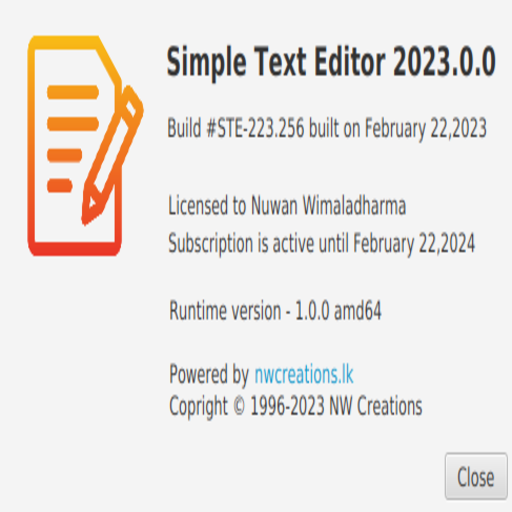 Simple Text Editor 2023.0.0
Build #STE-223.256 built on February 22,2023
Licensed to Nuwan Wimaladharma
Subscription is active until February 22,2024
Runtime version - 1.0.0 amd64
Powered by nwcreations.lk
Copright © 1996-2023 NW Creations
Close